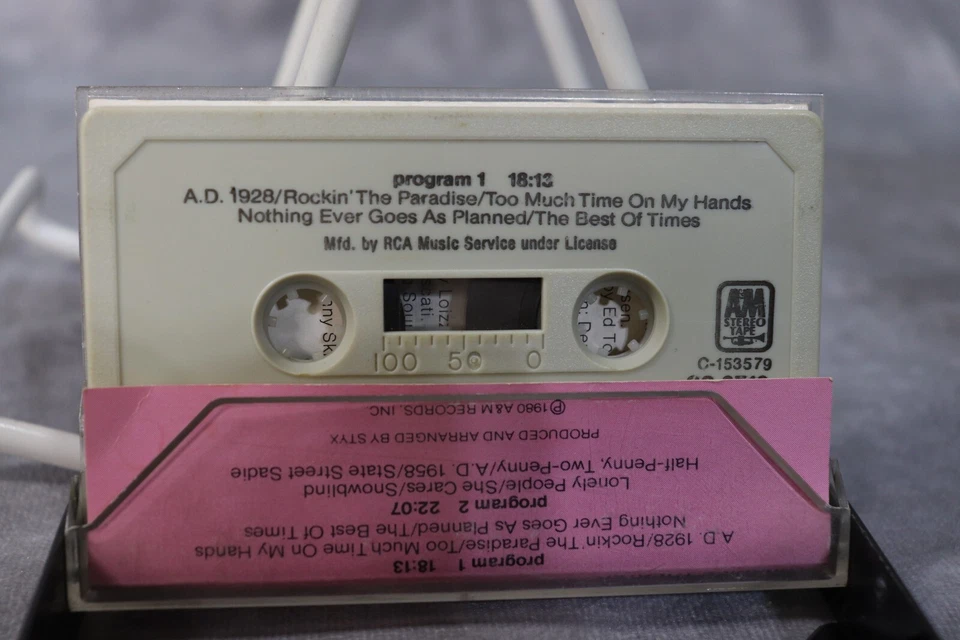 program 1 18:13
A.D. 1928/Rockin' The Paradise/Too Much Time On My Hands
Nothing Ever Goes As Planned/The Best Of Times
Mfd. by RCA Music Service under License
100 50 0
A&M
STEREO
TAPE
C-153579
program 1 18:13
A.D. 1928/Rockin' The Paradise/Too Much Time On My Hands
Nothing Ever Goes As Planned/The Best Of Times
program 2 22:07
Lonely People/She Cares/Snowblind
Half-Penny, Two-Penny/A.D. 1958/State Street Sadie
PRODUCED AND ARRANGED BY STYX
℗1980 A&M RECORDS, INC.